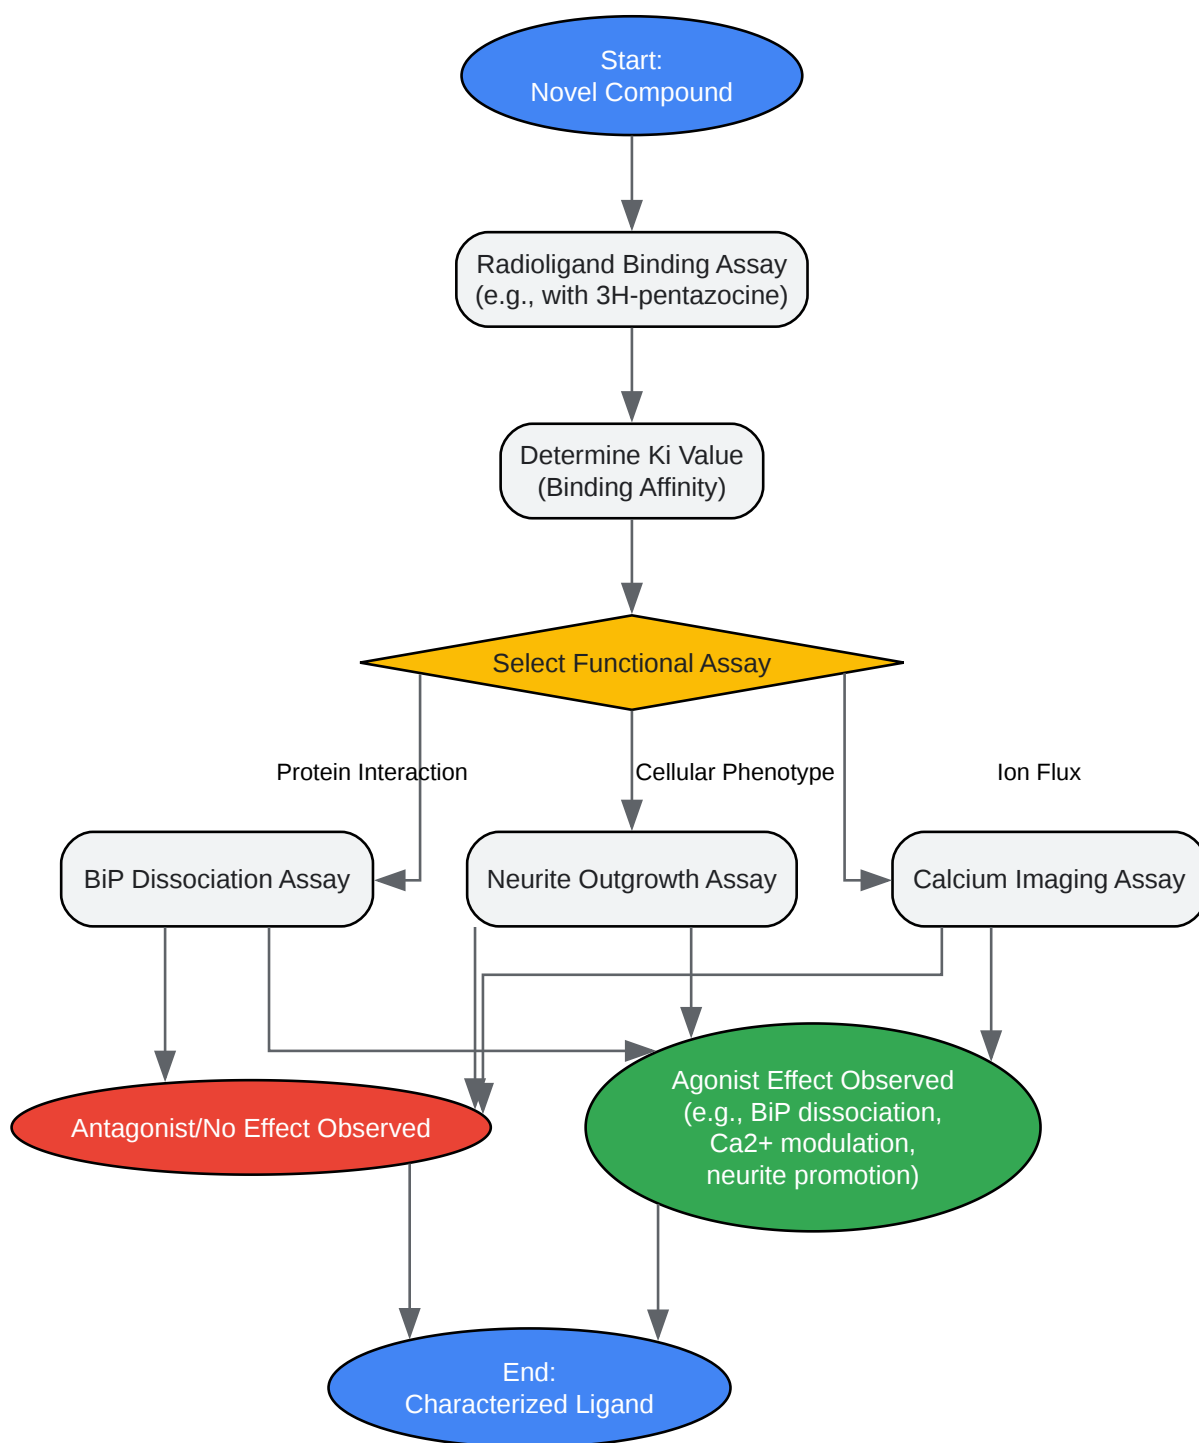 Start:
Novel Compound
Radioligand Binding Assay
(e.g., with 3H-pentazocine)
Determine Ki Value
(Binding Affinity)
Select Functional Assay
Protein Interaction
Cellular Phenotype
Ion Flux
BiP Dissociation Assay
Neurite Outgrowth Assay
Calcium Imaging Assay
Antagonist/No Effect Observed
Agonist Effect Observed
(e.g., BiP dissociation,
Ca2+ modulation,
neurite promotion)
End:
Characterized Ligand